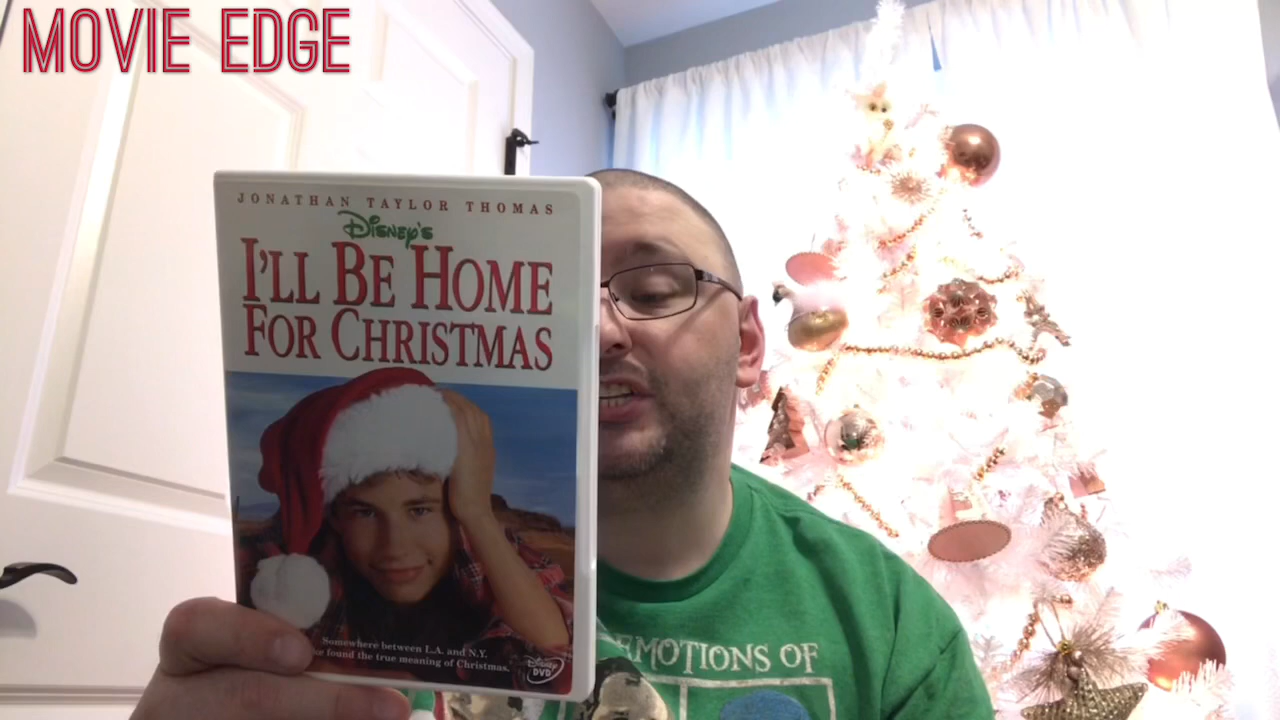 MOVIE EDGE
JONATHAN TAYLOR THOMAS
DISNEY'S
I'LL BE HOME
FOR CHRISTMAS
Somewhere between L.A. and N.Y.
found the true meaning of Christmas.
Disney
DVD
EMOTIONS OF